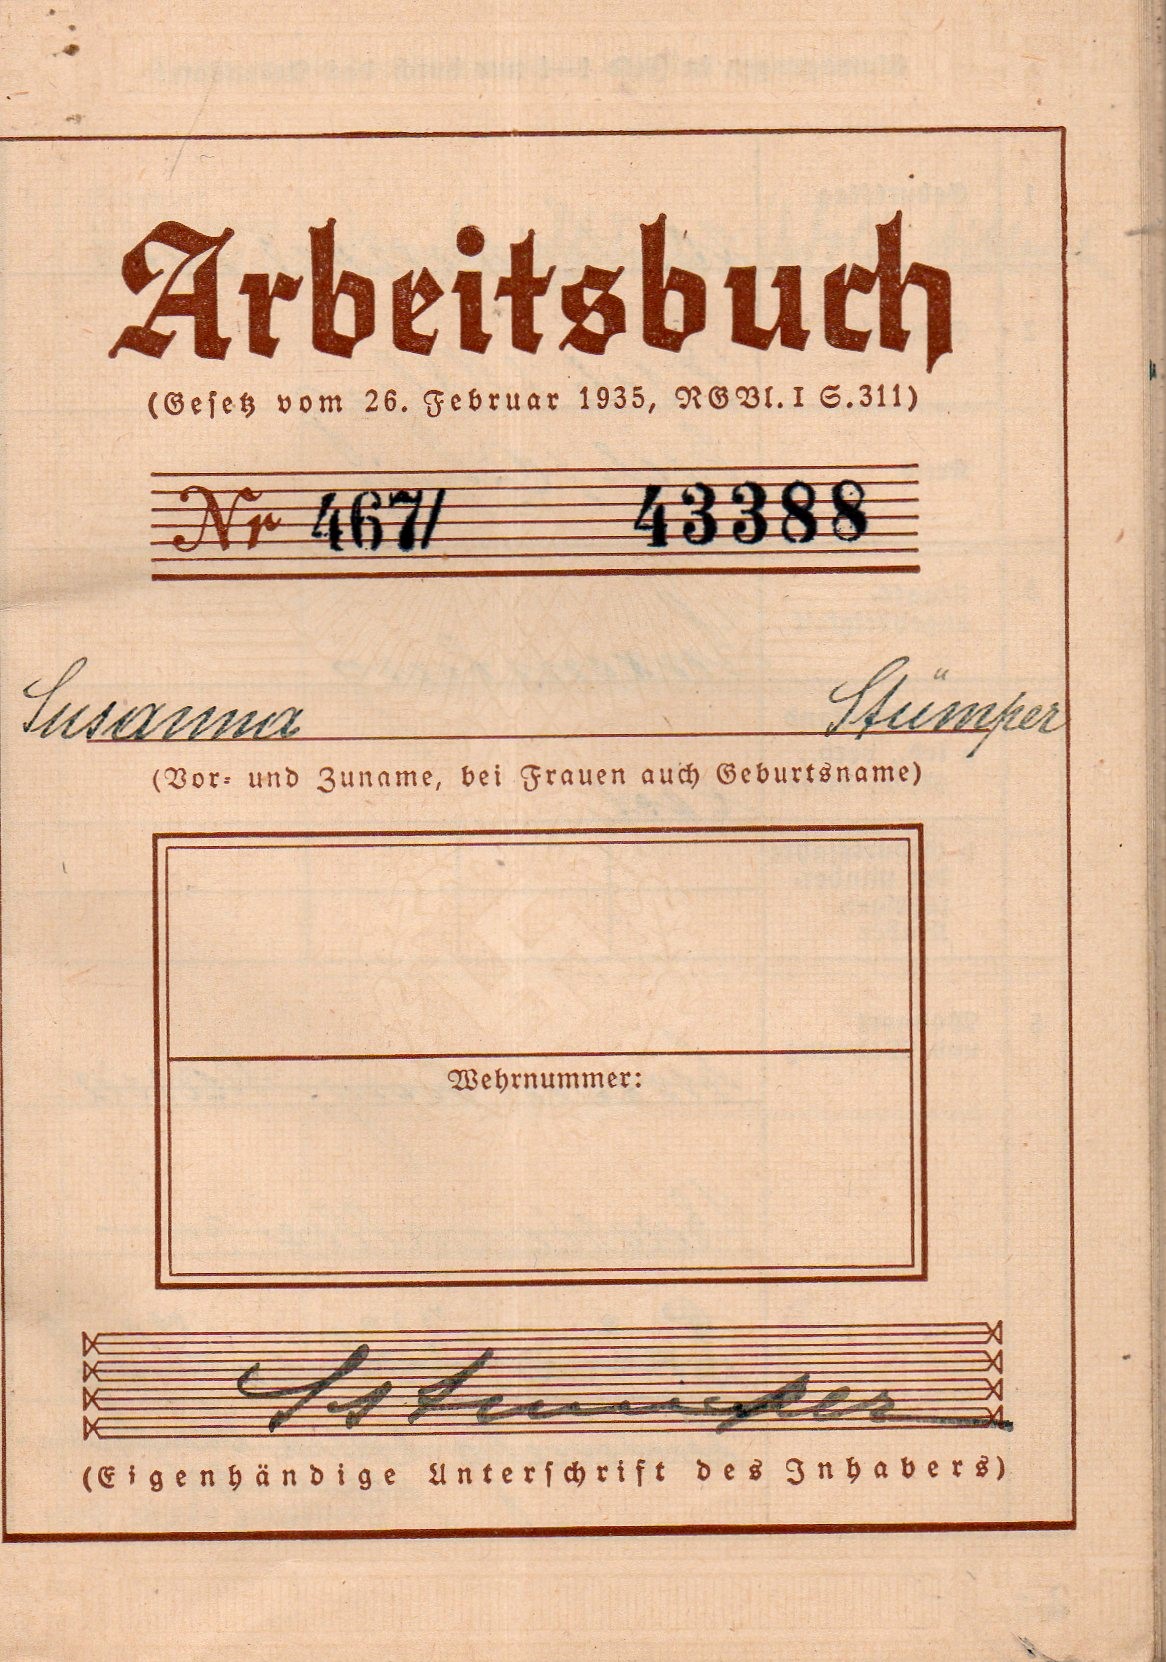 Arbeitsbuch
(Gesetz vom 26. Februar 1935, RGBl. I S. 311)
Nr 467/ 43388
Susanna Stümper
(Vor- und Zuname, bei Frauen auch Geburtsname)
Wehrnummer:
S Stümper
(Eigenhändige Unterschrift des Inhabers)